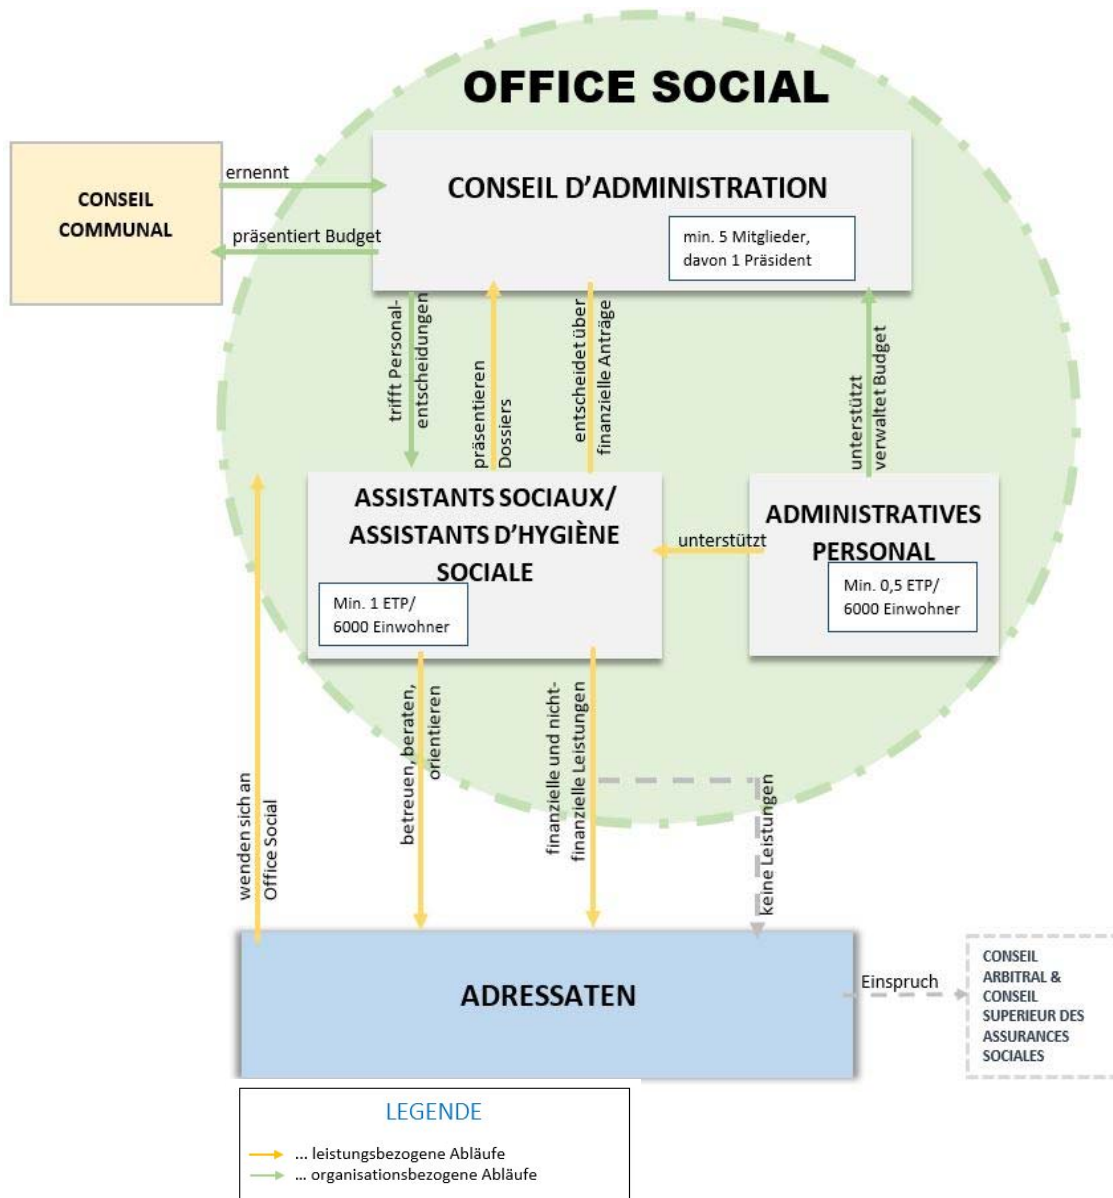 OFFICE SOCIAL
CONSEIL
COMMUNAL
ernennt
präsentiert Budget
CONSEIL D’ADMINISTRATION
min. 5 Mitglieder,
davon 1 Präsident
trifft Personal-
entscheidungen
präsentieren
Dossiers
entscheidet über
finanzielle Anträge
unterstützt
verwaltet Budget
ASSISTANTS SOCIAUX/
ASSISTANTS D’HYGIÈNE
SOCIALE
Min. 1 ETP/
6000 Einwohner
unterstützt
ADMINISTRATIVES
PERSONAL
Min. 0,5 ETP/
6000 Einwohner
wenden sich an
Office Social
betreuen, beraten,
orientieren
finanzielle und nicht-
finanzielle Leistungen
keine Leistungen
ADRESSATEN
Einspruch
CONSEIL
ARBITRAL &
CONSEIL
SUPERIEUR DES
ASSURANCES
SOCIALES
LEGENDE
... leistungsbezogene Abläufe
... organisationsbezogene Abläufe